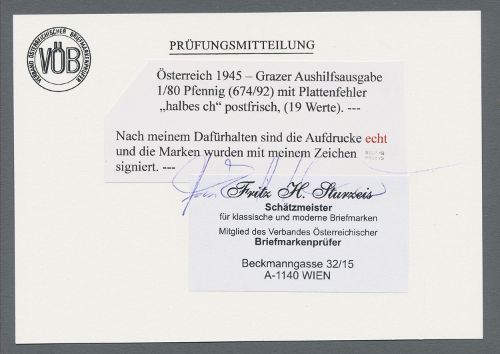 VERBAND ÖSTERREICHISCHER BRIEFMARKENPRÜFER
VÖB
PRÜFUNGSMITTEILUNG
Österreich 1945 – Grazer Aushilfsausgabe
1/80 Pfennig (674/92) mit Plattenfehler
„halbes ch“ postfrisch, (19 Werte). ---
Nach meinem Dafürhalten sind die Aufdrucke echt
und die Marken wurden mit meinem Zeichen
signiert. ---
Fritz H. Sturzeis
Schätzmeister
für klassische und moderne Briefmarken
Mitglied des Verbandes Österreichischer
Briefmarkenprüfer
Beckmanngasse 32/15
A-1140 WIEN